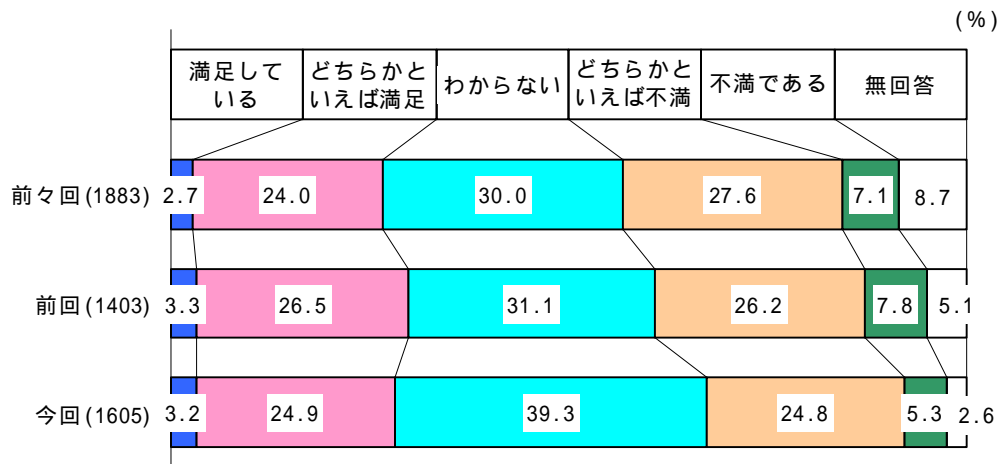 (%)
満足して
いる
どちらかと
いえば満足
わからない
どちらかと
いえば不満
不満である
無回答
前々回(1883) 2.7 24.0 30.0 27.6 7.1 8.7
前回(1403) 3.3 26.5 31.1 26.2 7.8 5.1
今回(1605) 3.2 24.9 39.3 24.8 5.3 2.6